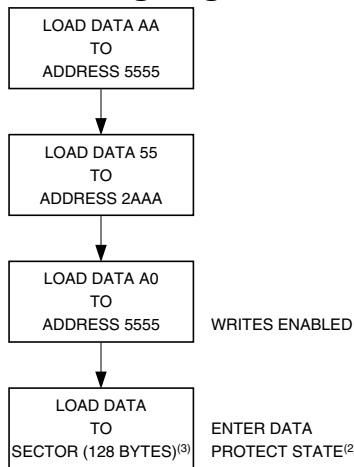 LOAD DATA AA
TO
ADDRESS 5555
LOAD DATA 55
TO
ADDRESS 2AAA
LOAD DATA A0
TO
ADDRESS 5555
WRITES ENABLED
LOAD DATA
TO
SECTOR (128 BYTES)(3)
ENTER DATA
PROTECT STATE(2